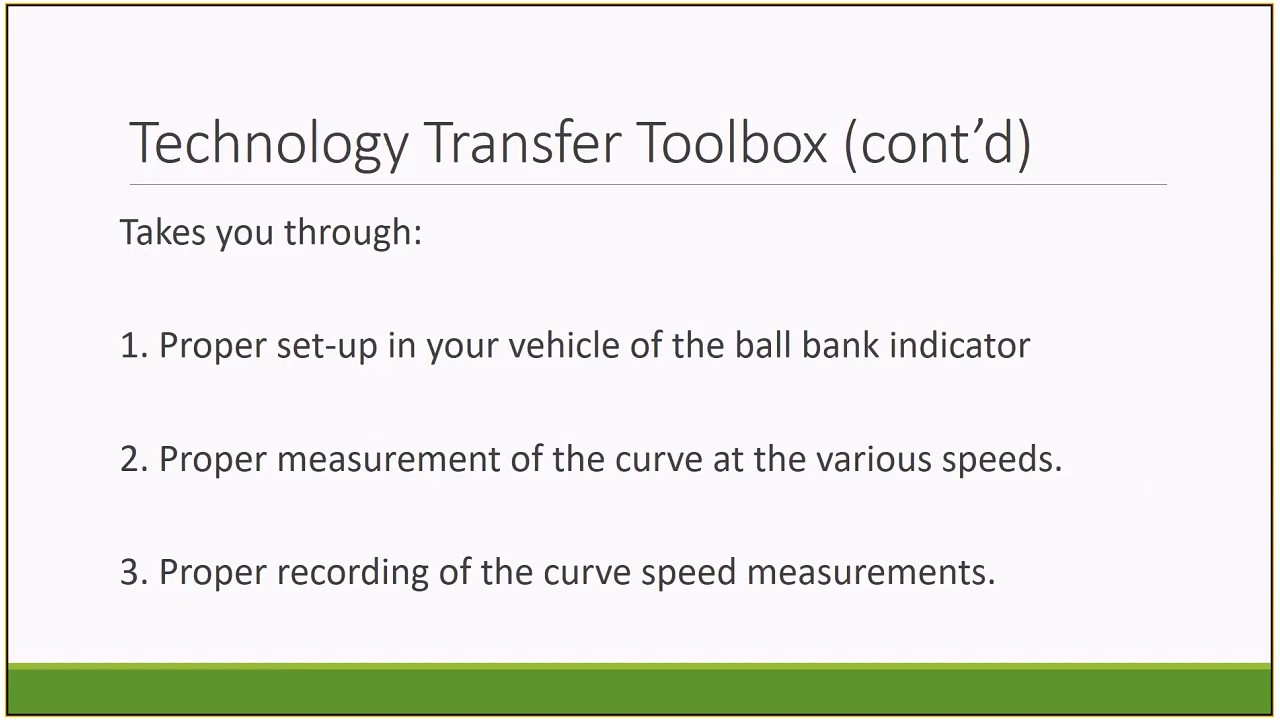 Technology Transfer Toolbox (cont’d)
Takes you through:
1. Proper set-up in your vehicle of the ball bank indicator
2. Proper measurement of the curve at the various speeds.
3. Proper recording of the curve speed measurements.